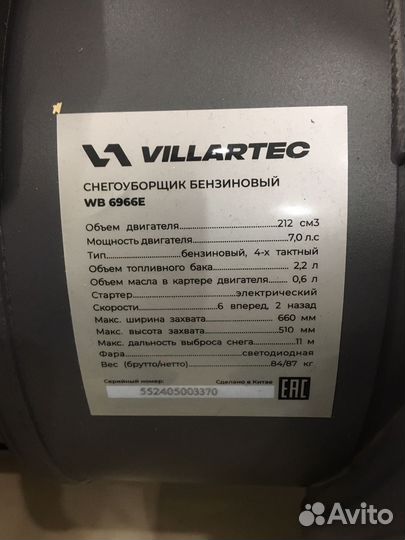 VILLARTEC
СНЕГОУБОРЩИК БЕНЗИНОВЫЙ
WB 6966E
Объем двигателя 212 см3
Мощность двигателя 7,0 л.с
Тип бензиновый, 4-х тактный
Объем топливного бака 2,2 л
Объем масла в картере двигателя 0,6 л
Стартер электрический
Скорости 6 вперед, 2 назад
Макс. ширина захвата 660 мм
Макс. высота захвата 510 мм
Макс. дальность выброса снега 11 м
Фара светодиодная
Вес (брутто/нетто) 84/87 кг
Серийный номер: Сделано в Китае
552405003370
EAC
Avito